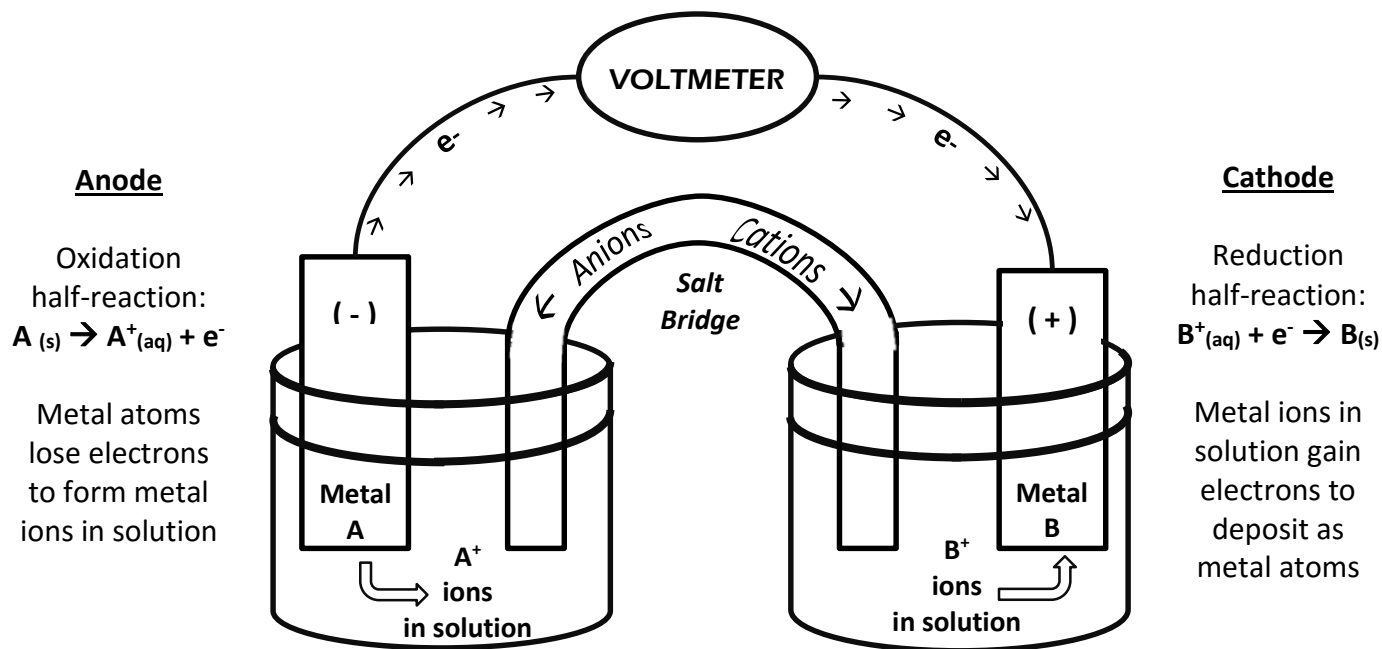 VOLTMETER
e-
e-
Anode
Oxidation
half-reaction:
A (s) → A⁺(aq) + e⁻
Metal atoms
lose electrons
to form metal
ions in solution
Anions
Cations
Salt
Bridge
( - )
Metal
A
A⁺
ions
in solution
( + )
Metal
B
B⁺
ions
in solution
Cathode
Reduction
half-reaction:
B⁺(aq) + e⁻ → B(s)
Metal ions in
solution gain
electrons to
deposit as
metal atoms